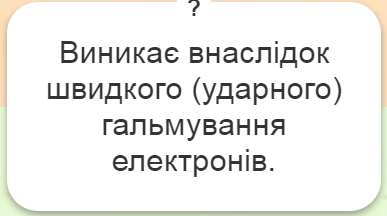 ?
Виникає внаслідок
швидкого (ударного)
гальмування
електронів.